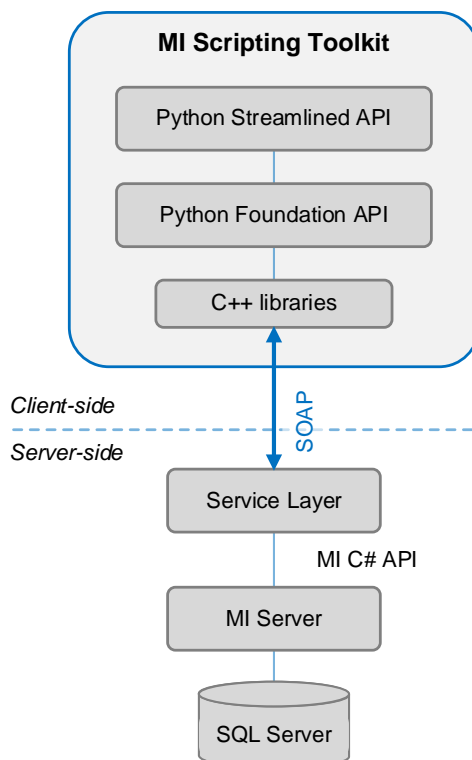 MI Scripting Toolkit
Python Streamlined API
Python Foundation API
C++ libraries
SOAP
Client-side
Server-side
Service Layer
MI C# API
MI Server
SQL Server